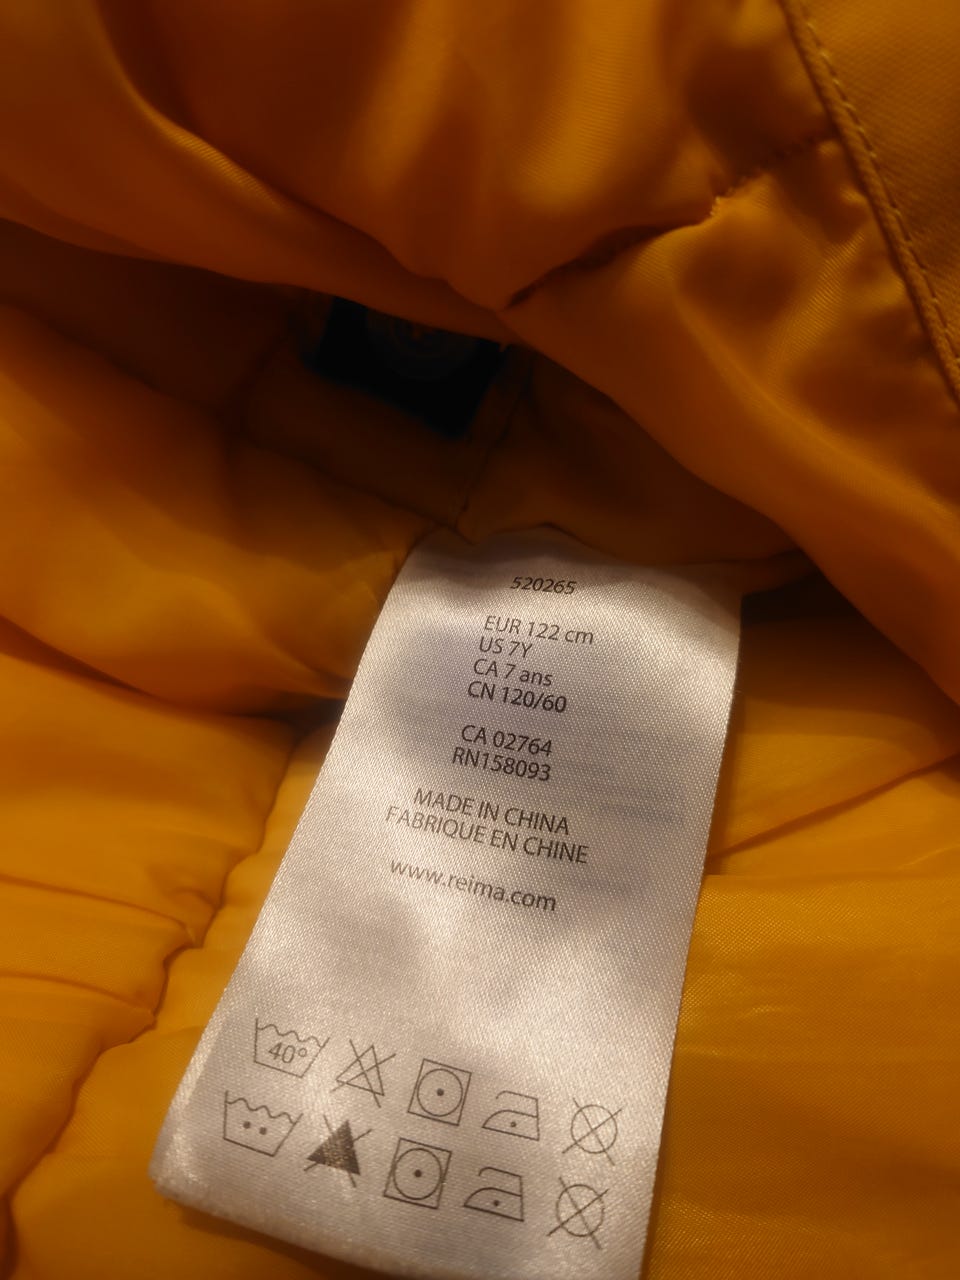 520265
EUR 122 cm
US 7Y
CA 7 ans
CN 120/60
CA 02764
RN158093
MADE IN CHINA
FABRIQUE EN CHINE
www.reima.com
40°